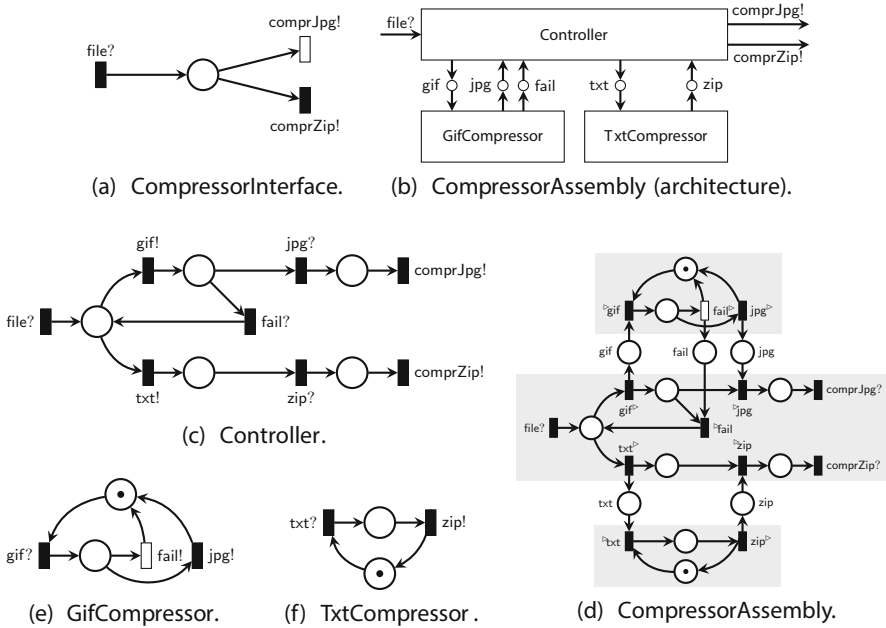 file?
comprJpg!
comprZip!
(a) CompressorInterface.
file?
Controller
comprJpg!
comprZip!
gif
jpg
fail
txt
zip
GifCompressor
TxtCompressor
(b) CompressorAssembly (architecture).
gif!
jpg?
comprJpg!
file?
fail?
txt!
zip?
comprZip!
(c) Controller.
gif?
fail!
jpg!
(e) GifCompressor.
txt?
zip!
(f) TxtCompressor .
▷gif
fail▷
jpg▷
gif
fail
jpg
comprJpg?
gif▷
▷jpg
file?
▷fail
txt▷
▷zip
comprZip?
txt
zip
▷txt
zip▷
(d) CompressorAssembly.